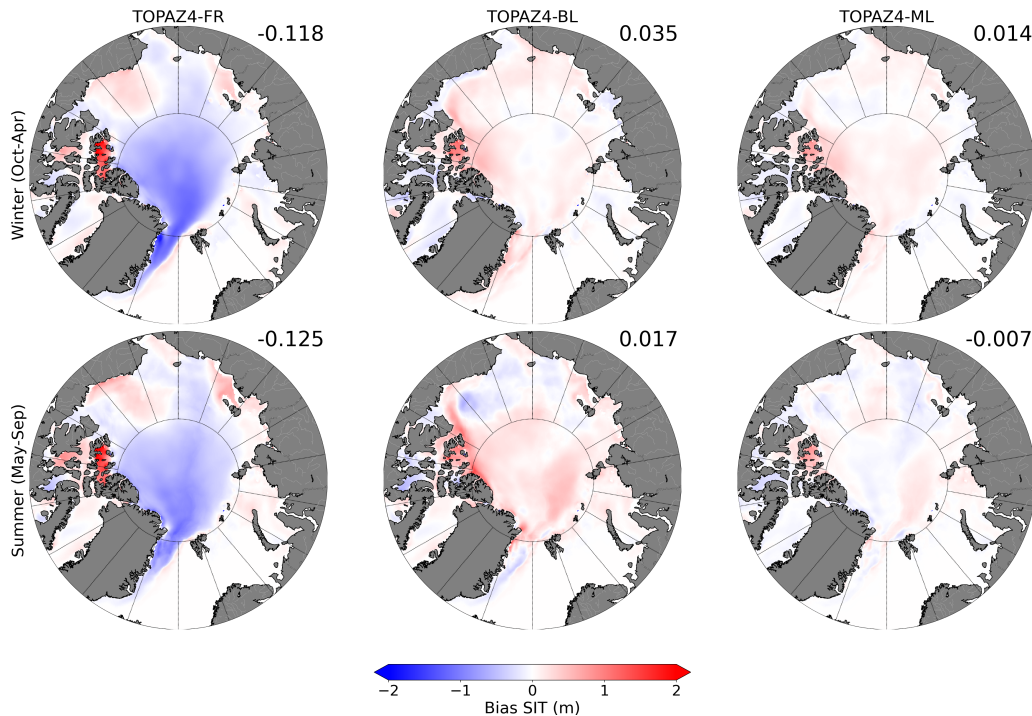 TOPAZ4-FR
TOPAZ4-BL
TOPAZ4-ML
Winter (Oct-Apr)
-0.118
0.035
0.014
Summer (May-Sep)
-0.125
0.017
-0.007
−2 −1 0 1 2
Bias SIT (m)